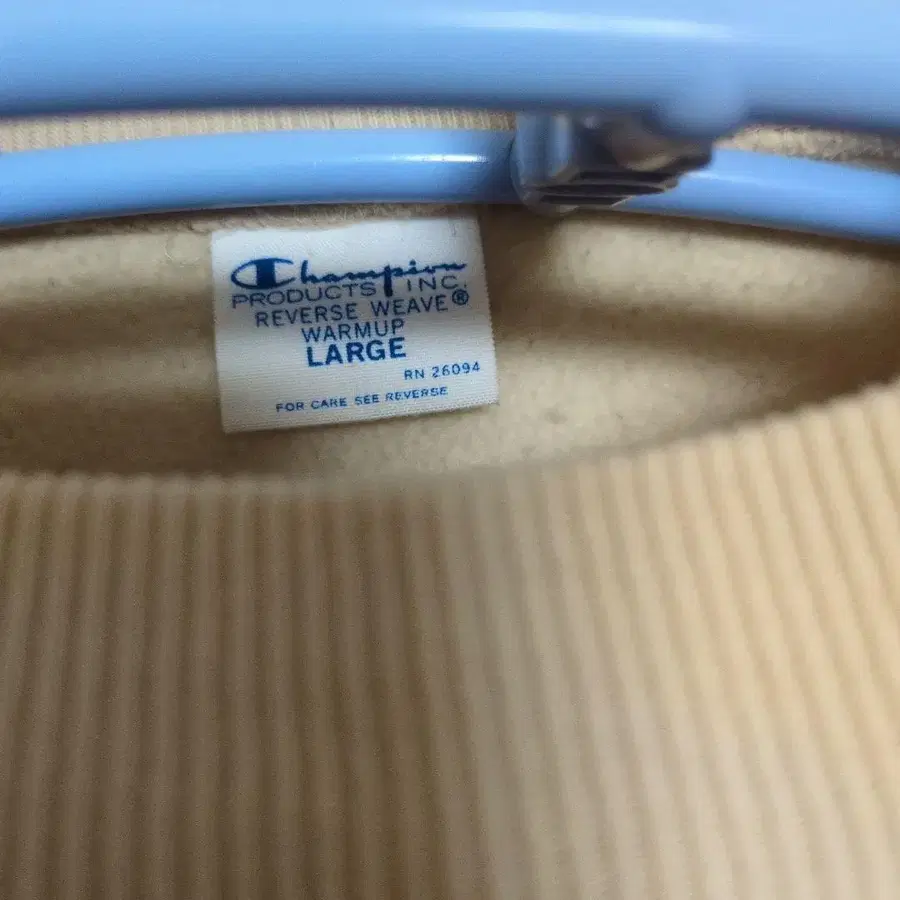 Champion
PRODUCTS INC.
REVERSE WEAVE®
WARMUP
LARGE
RN 26094
FOR CARE SEE REVERSE